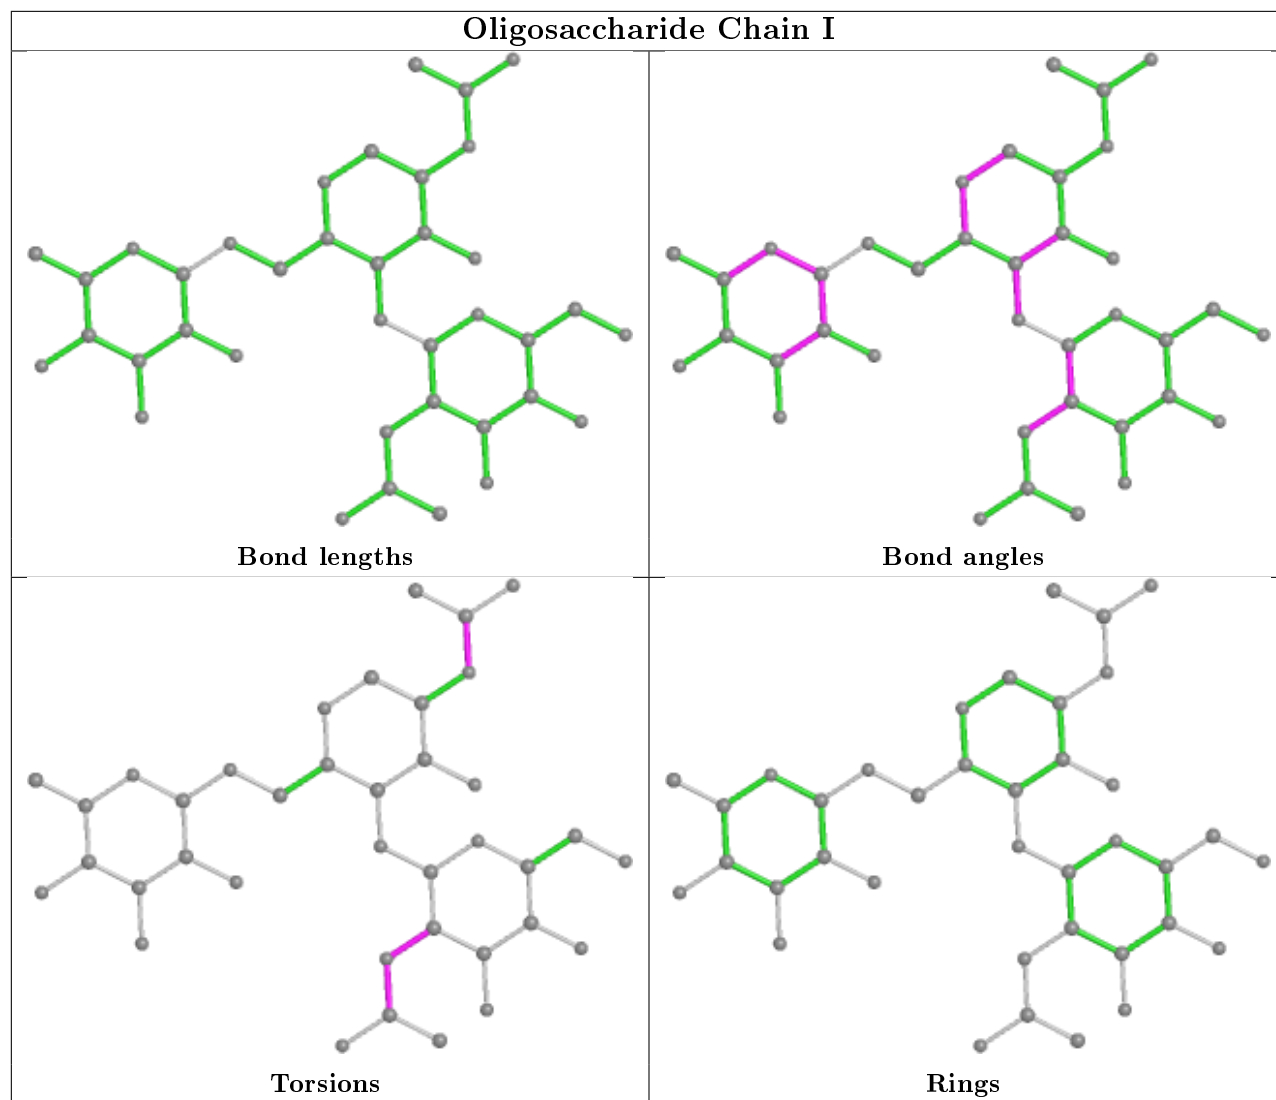 Oligosaccharide Chain I
Bond lengths
Bond angles
Torsions
Rings